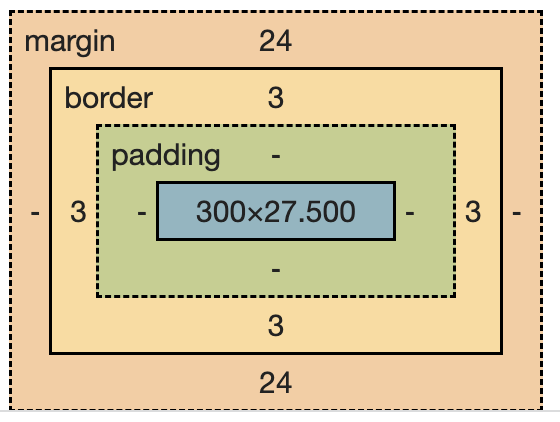 margin 24
border 3
padding -
- 3 - 300×27.500 - 3 -
-
3
24